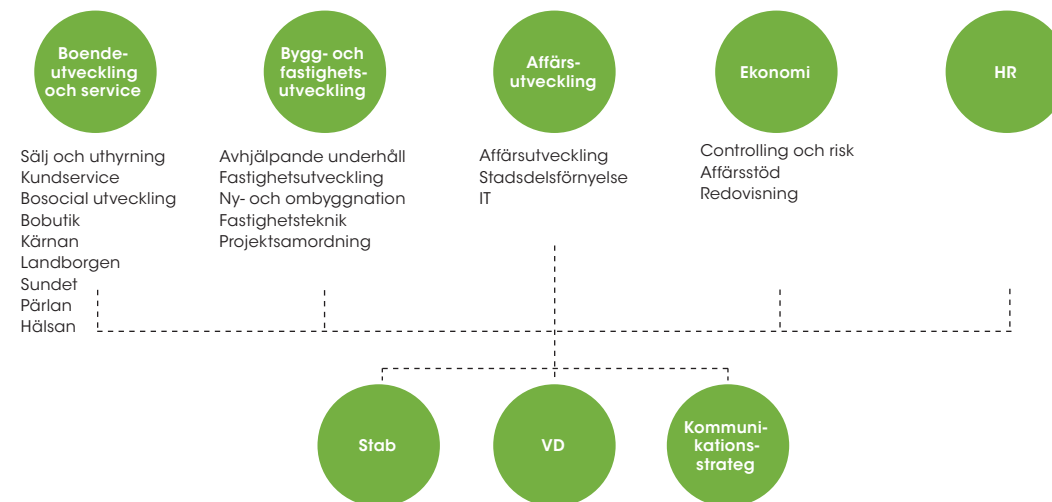 Boende-
utveckling
och service
Bygg- och
fastighets-
utveckling
Affärs-
utveckling
Ekonomi
HR
Sälj och uthyrning
Kundservice
Bosocial utveckling
Bobutik
Kärnan
Landborgen
Sundet
Pärlan
Hälsan
Avhjälpande underhåll
Fastighetsutveckling
Ny- och ombyggnation
Fastighetsteknik
Projektsamordning
Affärsutveckling
Stadsdelsförnyelse
IT
Controlling och risk
Affärsstöd
Redovisning
Stab
VD
Kommuni-
kations-
strateg